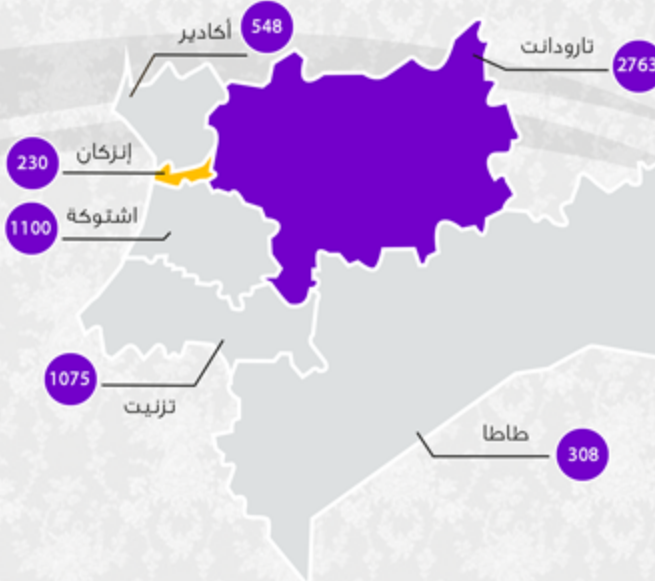 548
أكادير
تارودانت
2763
إنزكان
230
اشتوكة
1100
1075
تزنيت
طاطا
308